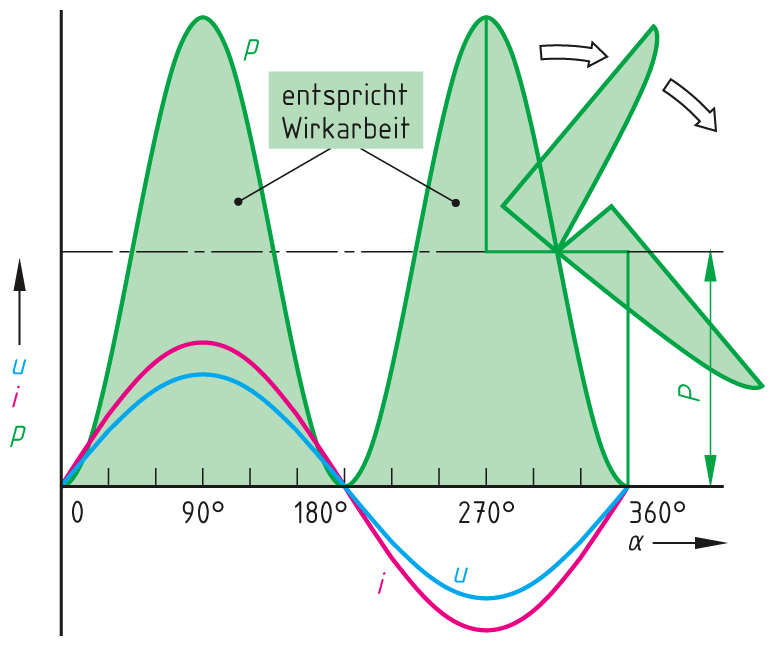 p
entspricht
Wirkarbeit
u
i
p
P
0
90°
180°
270°
360°
α
i
u